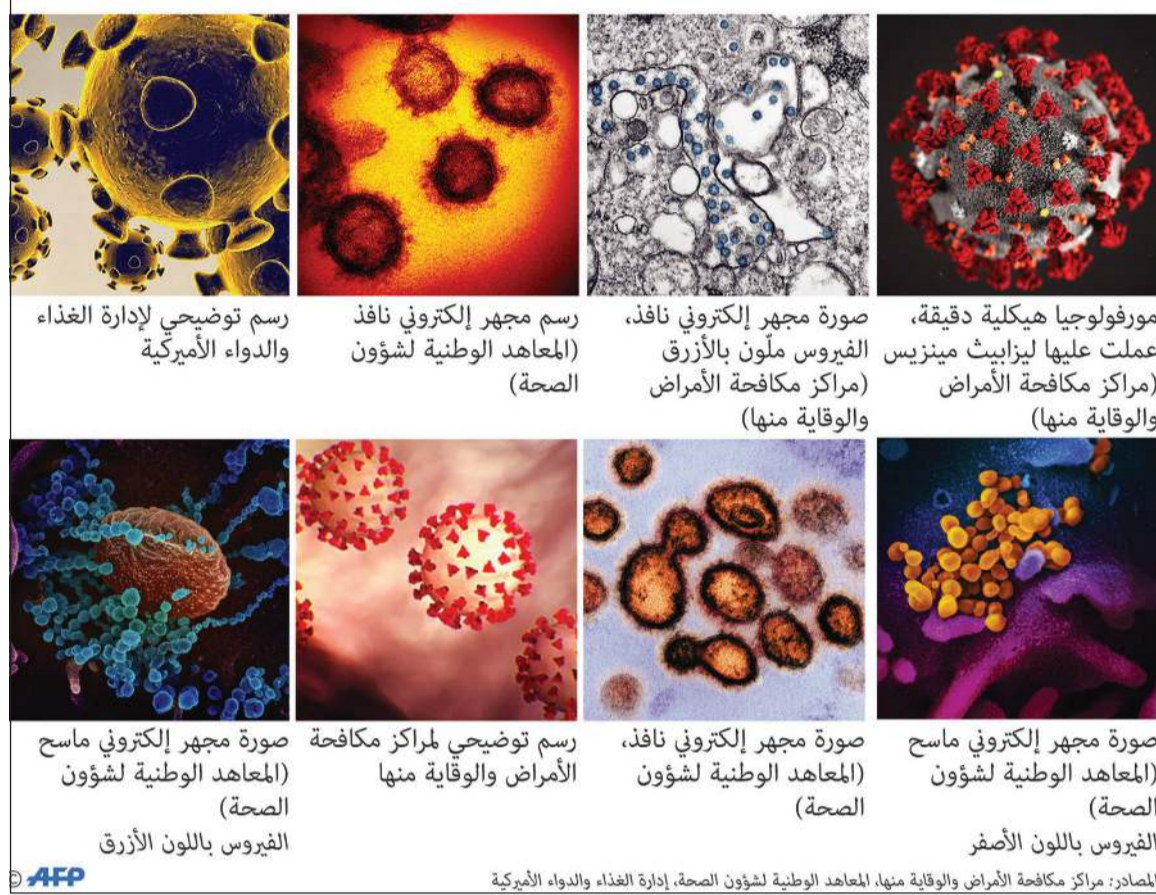 مورفولوجيا هيكلية دقيقة،
عملت عليها ليزابيث مينزيس
(مراكز مكافحة الأمراض
والوقاية منها)
صورة مجهر إلكتروني نافذ،
الفيروس ملّون بالأزرق
(مراكز مكافحة الأمراض
والوقاية منها)
رسم مجهر إلكتروني نافذ
(المعاهد الوطنية لشؤون
الصحة)
رسم توضيحي لإدارة الغذاء
والدواء الأميركية
صورة مجهر إلكتروني ماسح
(المعاهد الوطنية لشؤون
الصحة)
الفيروس باللون الأصفر
صورة مجهر إلكتروني نافذ،
(المعاهد الوطنية لشؤون
الصحة)
رسم توضيحي لمراكز مكافحة
الأمراض والوقاية منها
صورة مجهر إلكتروني ماسح
(المعاهد الوطنية لشؤون
الصحة)
الفيروس باللون الأزرق
المصادر: مراكز مكافحة الأمراض والوقاية منها، المعاهد الوطنية لشؤون الصحة، إدارة الغذاء والدواء الأميركية
© AFP